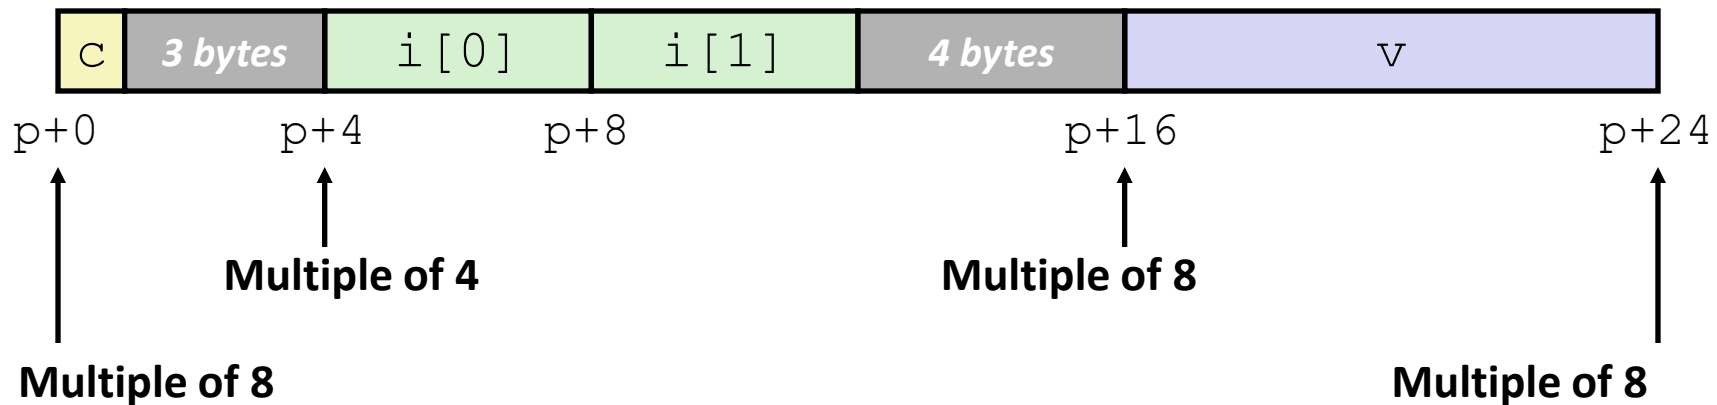 c 3 bytes i[0] i[1] 4 bytes v
p+0 p+4 p+8 p+16 p+24
Multiple of 4 Multiple of 8
Multiple of 8 Multiple of 8